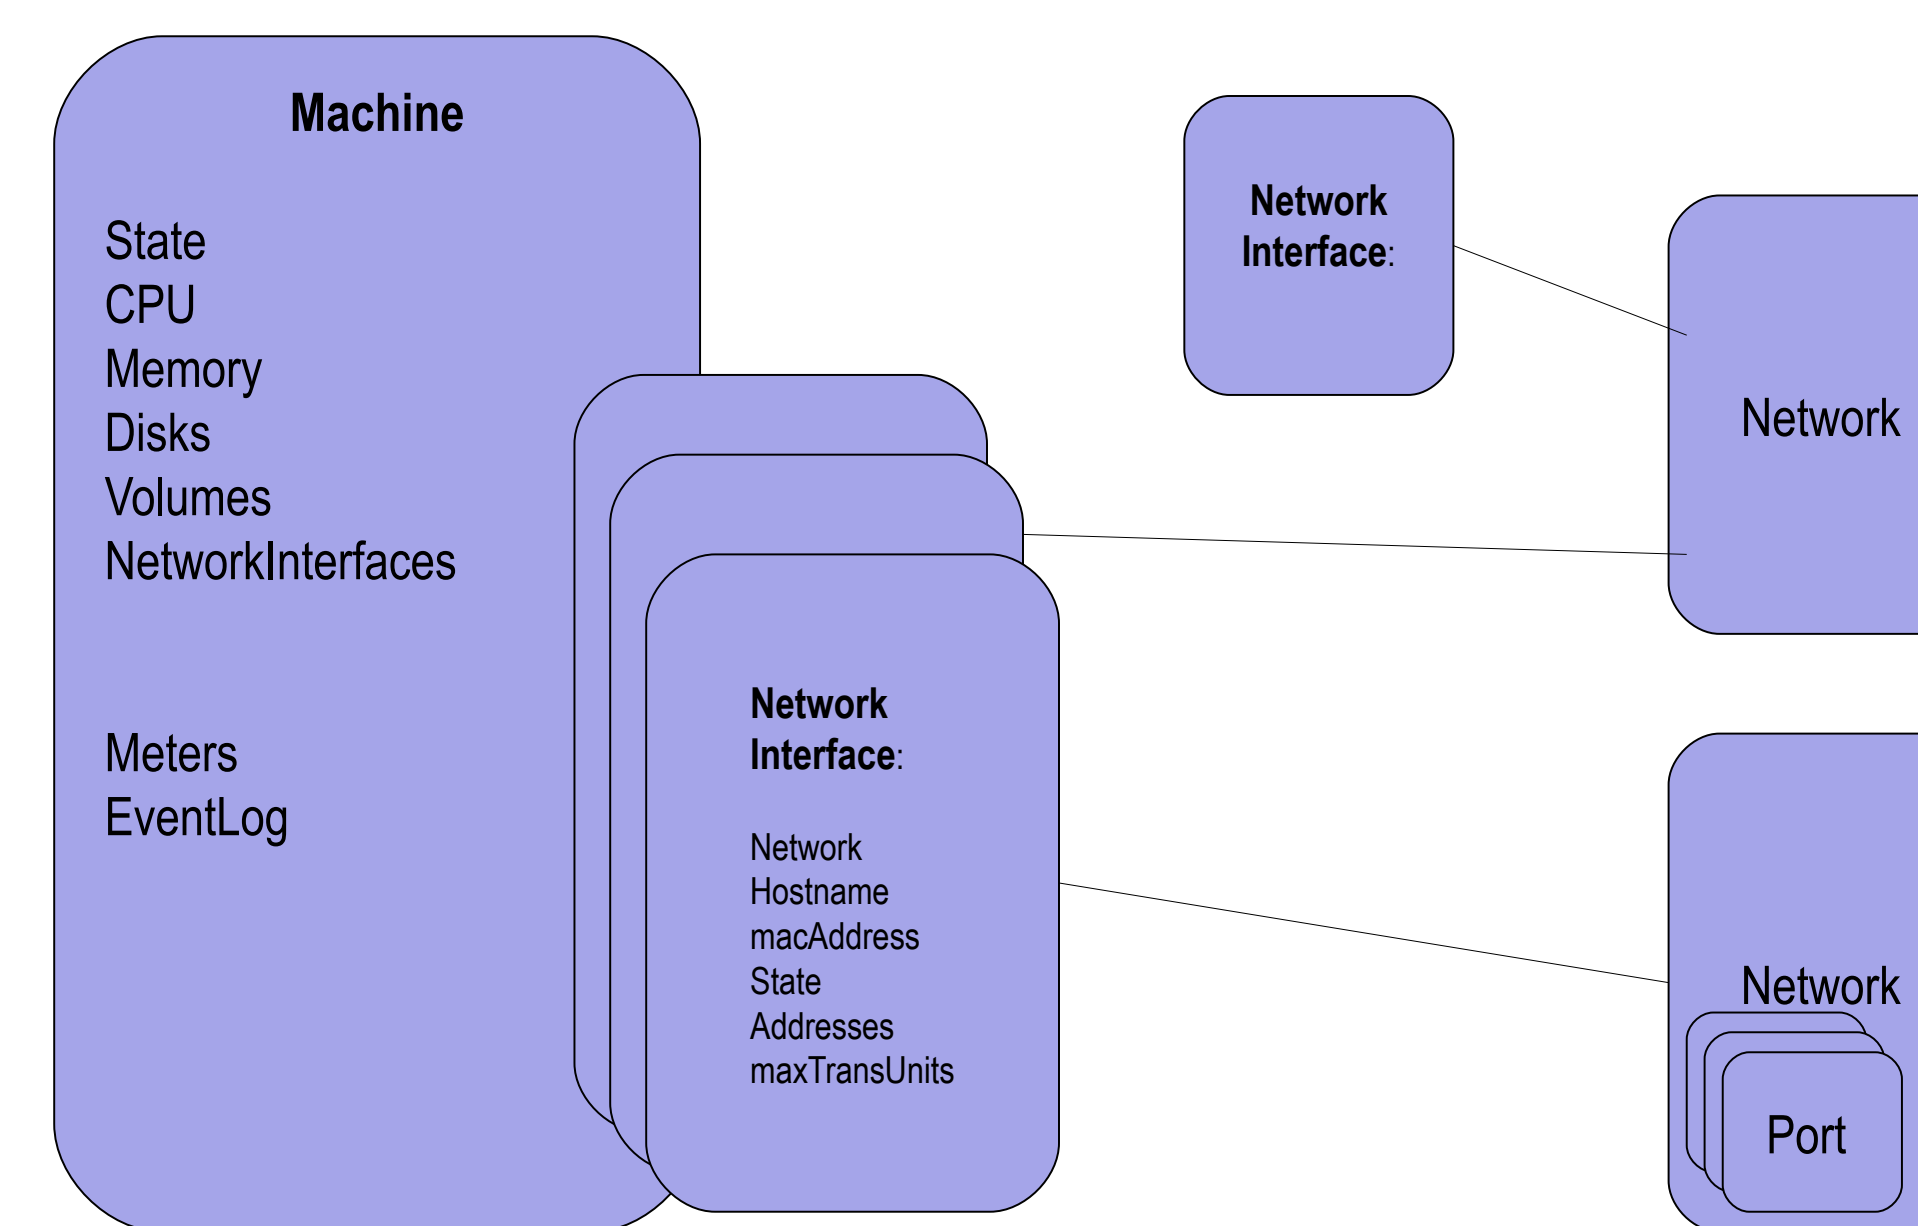 Machine
State
CPU
Memory
Disks
Volumes
NetworkInterfaces
Meters
EventLog
Network
Interface:
Network
Hostname
macAddress
State
Addresses
maxTransUnits
Network
Interface:
Network
Network
Port